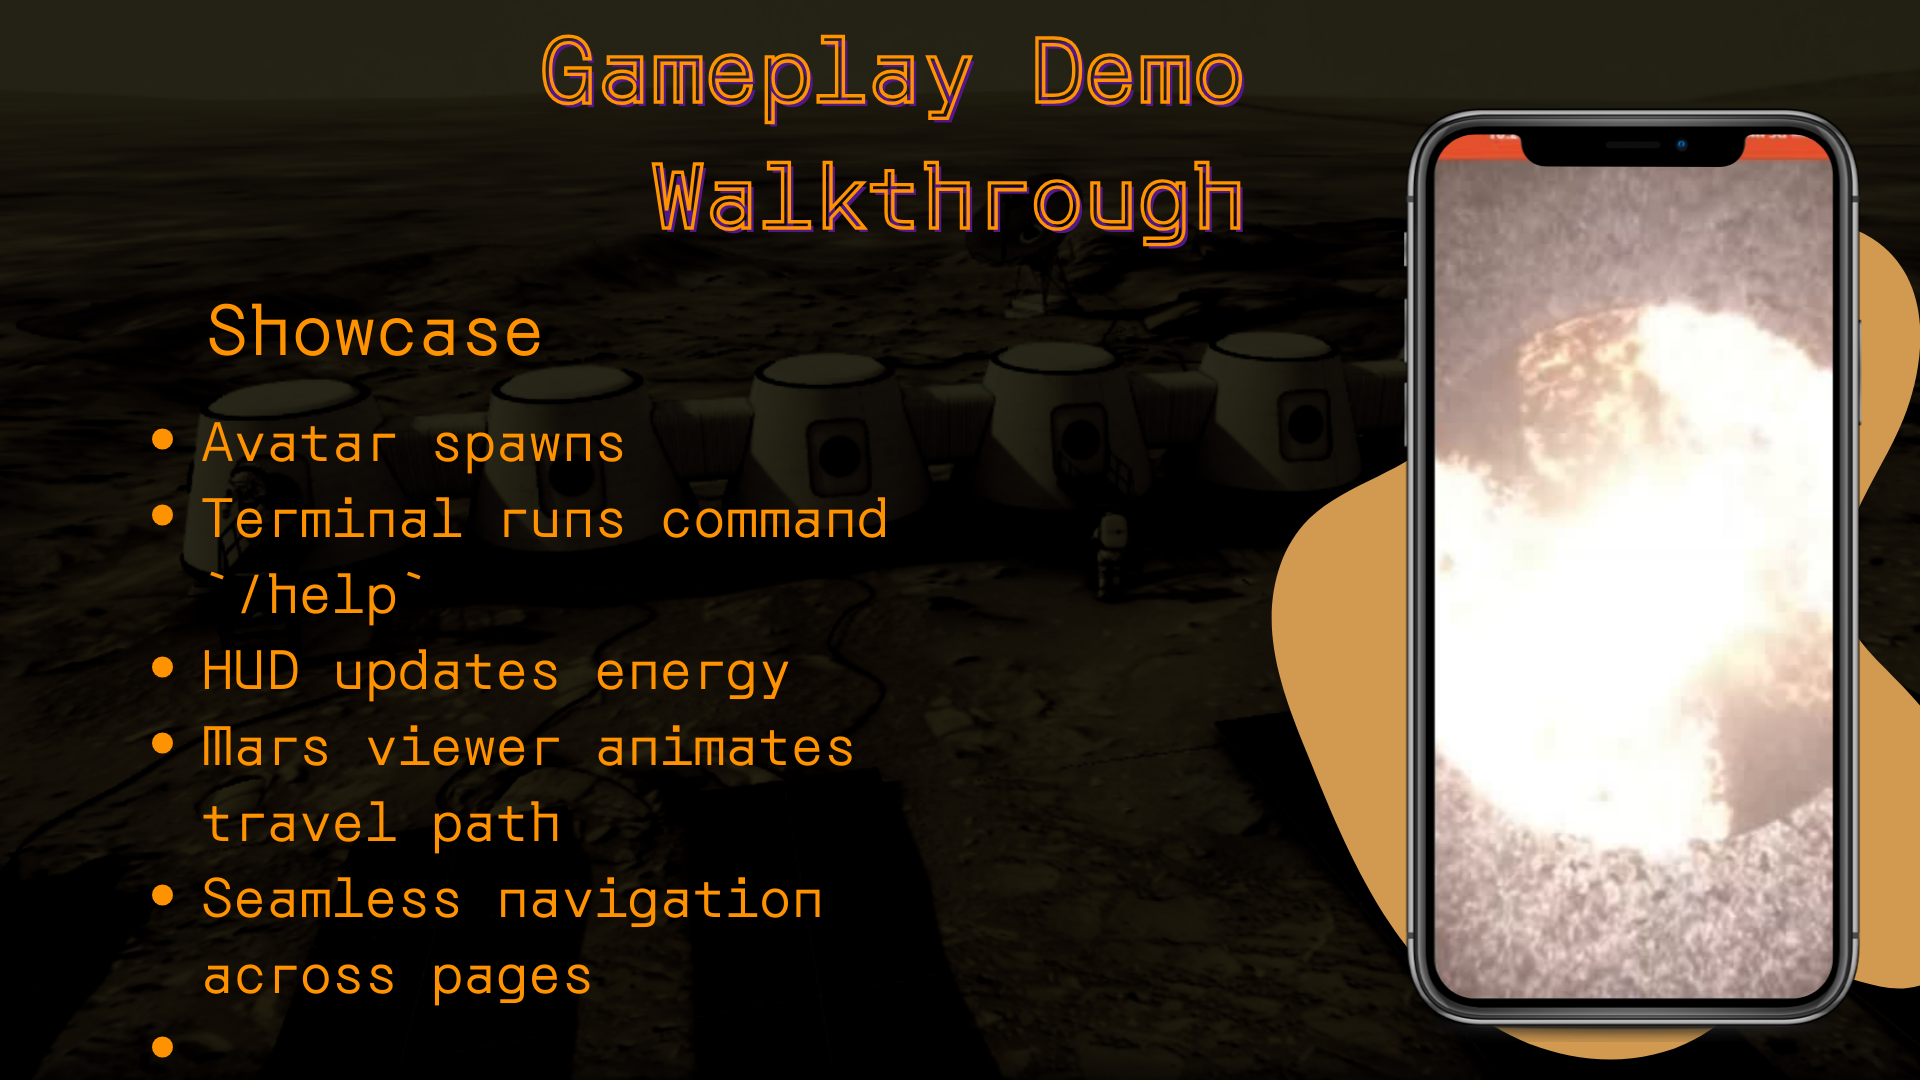 Gameplay Demo
Walkthrough
Showcase
• Avatar spawns
• Terminal runs command
`/help`
• HUD updates energy
• Mars viewer animates
travel path
• Seamless navigation
across pages
•